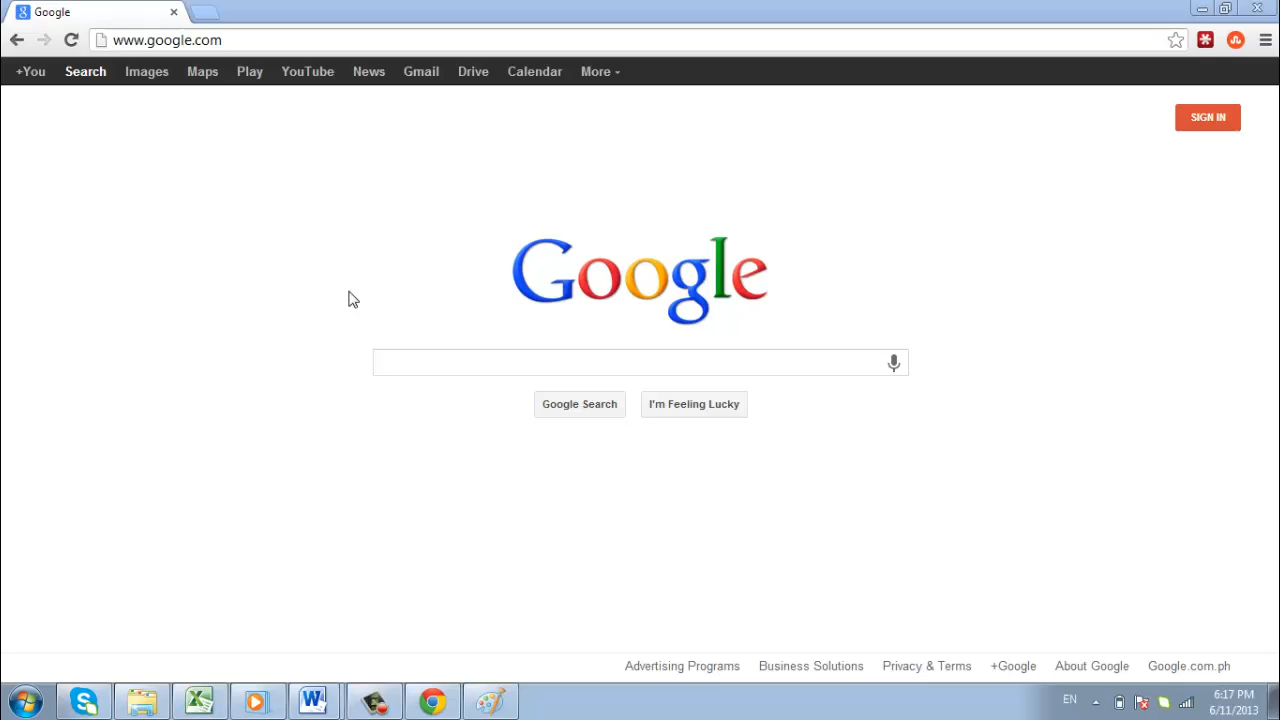 Google
www.google.com
+You Search Images Maps Play YouTube News Gmail Drive Calendar More
SIGN IN
Google
Google Search I'm Feeling Lucky
Advertising Programs Business Solutions Privacy & Terms +Google About Google Google.com.ph
EN 6:17 PM
6/11/2013